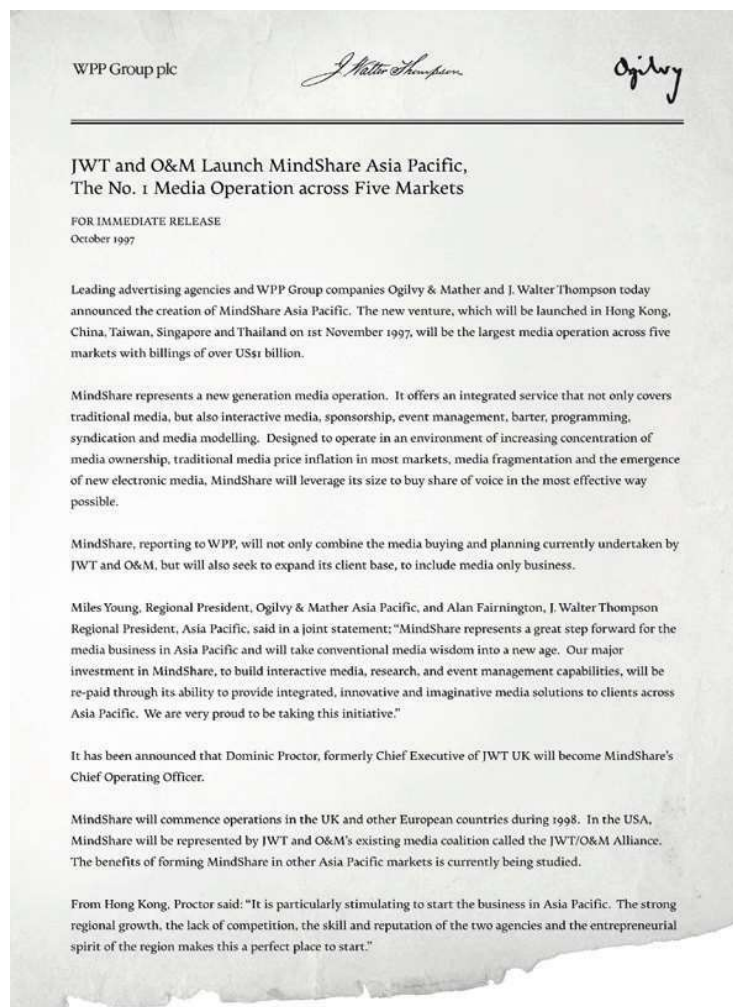 WPP Group plc J. Walter Thompson Ogilvy
JWT and O&M Launch MindShare Asia Pacific,
The No. 1 Media Operation across Five Markets
FOR IMMEDIATE RELEASE
October 1997
Leading advertising agencies and WPP Group companies Ogilvy & Mather and J. Walter Thompson today
announced the creation of MindShare Asia Pacific. The new venture, which will be launched in Hong Kong,
China, Taiwan, Singapore and Thailand on 1st November 1997, will be the largest media operation across five
markets with billings of over US$1 billion.
MindShare represents a new generation media operation. It offers an integrated service that not only covers
traditional media, but also interactive media, sponsorship, event management, barter, programming,
syndication and media modelling. Designed to operate in an environment of increasing concentration of
media ownership, traditional media price inflation in most markets, media fragmentation and the emergence
of new electronic media, MindShare will leverage its size to buy share of voice in the most effective way
possible.
MindShare, reporting to WPP, will not only combine the media buying and planning currently undertaken by
JWT and O&M, but will also seek to expand its client base, to include media only business.
Miles Young, Regional President, Ogilvy & Mather Asia Pacific, and Alan Fairnington, J. Walter Thompson
Regional President, Asia Pacific, said in a joint statement; “MindShare represents a great step forward for the
media business in Asia Pacific and will take conventional media wisdom into a new age. Our major
investment in MindShare, to build interactive media, research, and event management capabilities, will be
re-paid through its ability to provide integrated, innovative and imaginative media solutions to clients across
Asia Pacific. We are very proud to be taking this initiative.”
It has been announced that Dominic Proctor, formerly Chief Executive of JWT UK will become MindShare’s
Chief Operating Officer.
MindShare will commence operations in the UK and other European countries during 1998. In the USA,
MindShare will be represented by JWT and O&M’s existing media coalition called the JWT/O&M Alliance.
The benefits of forming MindShare in other Asia Pacific markets is currently being studied.
From Hong Kong, Proctor said: “It is particularly stimulating to start the business in Asia Pacific. The strong
regional growth, the lack of competition, the skill and reputation of the two agencies and the entrepreneurial
spirit of the region makes this a perfect place to start.”